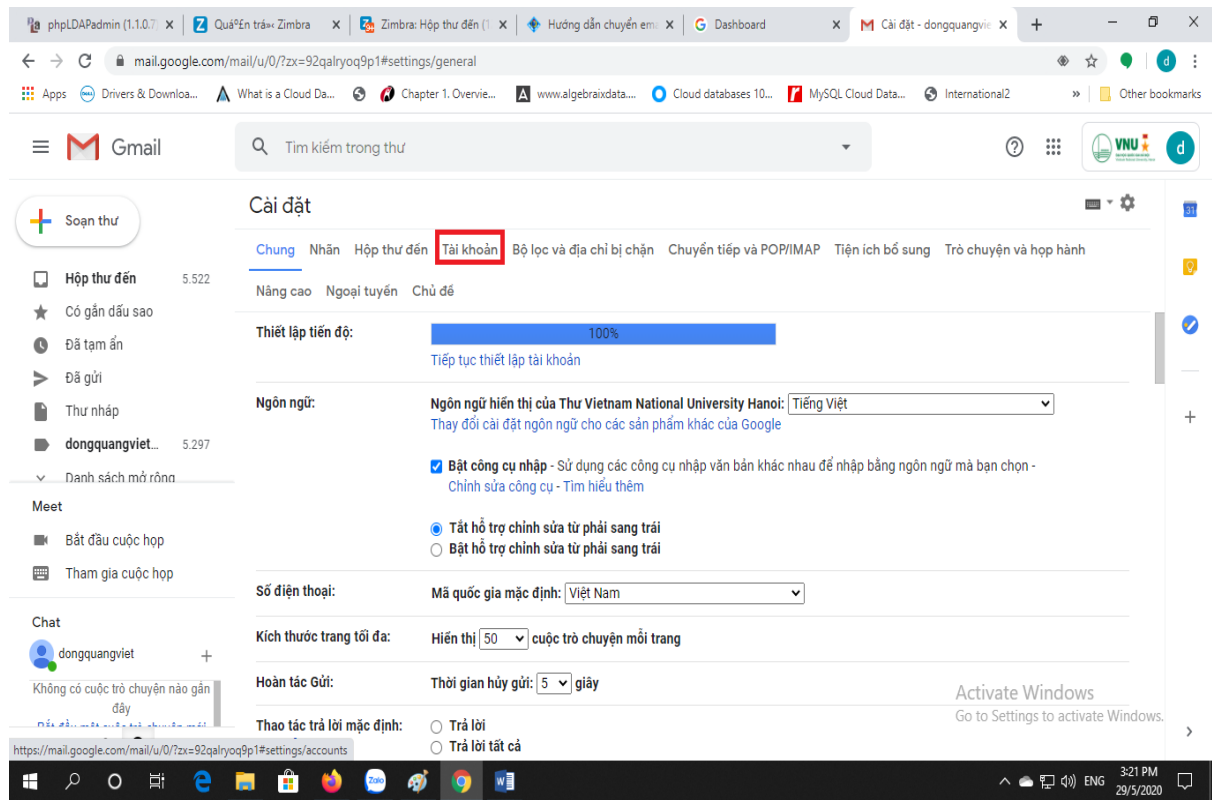 phpLDAPadmin (1.1.0.7)
Quáº£n trá»‹ Zimbra
Zimbra: Hộp thư đến (1
Hướng dẫn chuyển ema
Dashboard
Cài đặt - dongquangvie
mail.google.com/mail/u/0/?zx=92qalryoq9p1#settings/general
d
Apps Drivers & Downloa... What is a Cloud Da... Chapter 1. Overvie... www.algebraixdata.... Cloud databases 10... MySQL Cloud Data... International2 » Other bookmarks
Gmail
Tìm kiếm trong thư
VNU
d
Soạn thư
Hộp thư đến 5.522
Có gắn dấu sao
Đã tạm ẩn
Đã gửi
Thư nháp
dongquangviet... 5.297
Danh sách mở rộng
Meet
Bắt đầu cuộc họp
Tham gia cuộc họp
Chat
dongquangviet
Không có cuộc trò chuyện nào gần
đây
Bắt đầu một cuộc trò chuyện mới
Cài đặt
Chung Nhãn Hộp thư đến Tài khoản Bộ lọc và địa chỉ bị chặn Chuyển tiếp và POP/IMAP Tiện ích bổ sung Trò chuyện và họp hành
Nâng cao Ngoại tuyến Chủ đề
Thiết lập tiến độ: 100%
Tiếp tục thiết lập tài khoản
Ngôn ngữ: Ngôn ngữ hiển thị của Thư Vietnam National University Hanoi: Tiếng Việt
Thay đổi cài đặt ngôn ngữ cho các sản phẩm khác của Google
Bật công cụ nhập - Sử dụng các công cụ nhập văn bản khác nhau để nhập bằng ngôn ngữ mà bạn chọn -
Chỉnh sửa công cụ - Tìm hiểu thêm
Tắt hỗ trợ chỉnh sửa từ phải sang trái
Bật hỗ trợ chỉnh sửa từ phải sang trái
Số điện thoại: Mã quốc gia mặc định: Việt Nam
Kích thước trang tối đa: Hiển thị 50 cuộc trò chuyện mỗi trang
Hoàn tác Gửi: Thời gian hủy gửi: 5 giây
Thao tác trả lời mặc định: Trả lời
Trả lời tất cả
31
Activate Windows
Go to Settings to activate Windows.
https://mail.google.com/mail/u/0/?zx=92qalryoq9p1#settings/accounts
Zalo
ENG
3:21 PM
29/5/2020